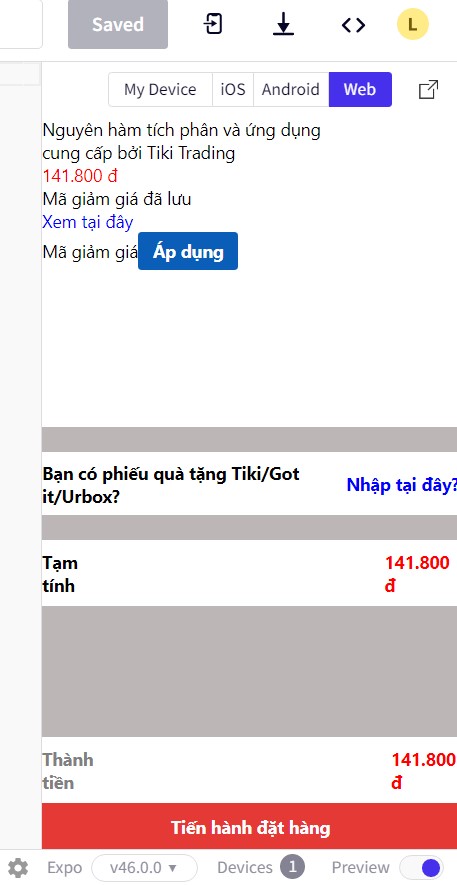 Saved
L
My Device iOS Android Web
Nguyên hàm tích phân và ứng dụng
cung cấp bởi Tiki Trading
141.800 đ
Mã giảm giá đã lưu
Xem tại đây
Mã giảm giá Áp dụng
Bạn có phiếu quà tặng Tiki/Got
it/Urbox?
Nhập tại đây?
Tạm
tính
141.800
đ
Thành
tiền
141.800
đ
Tiến hành đặt hàng
Expo v46.0.0 Devices 1 Preview